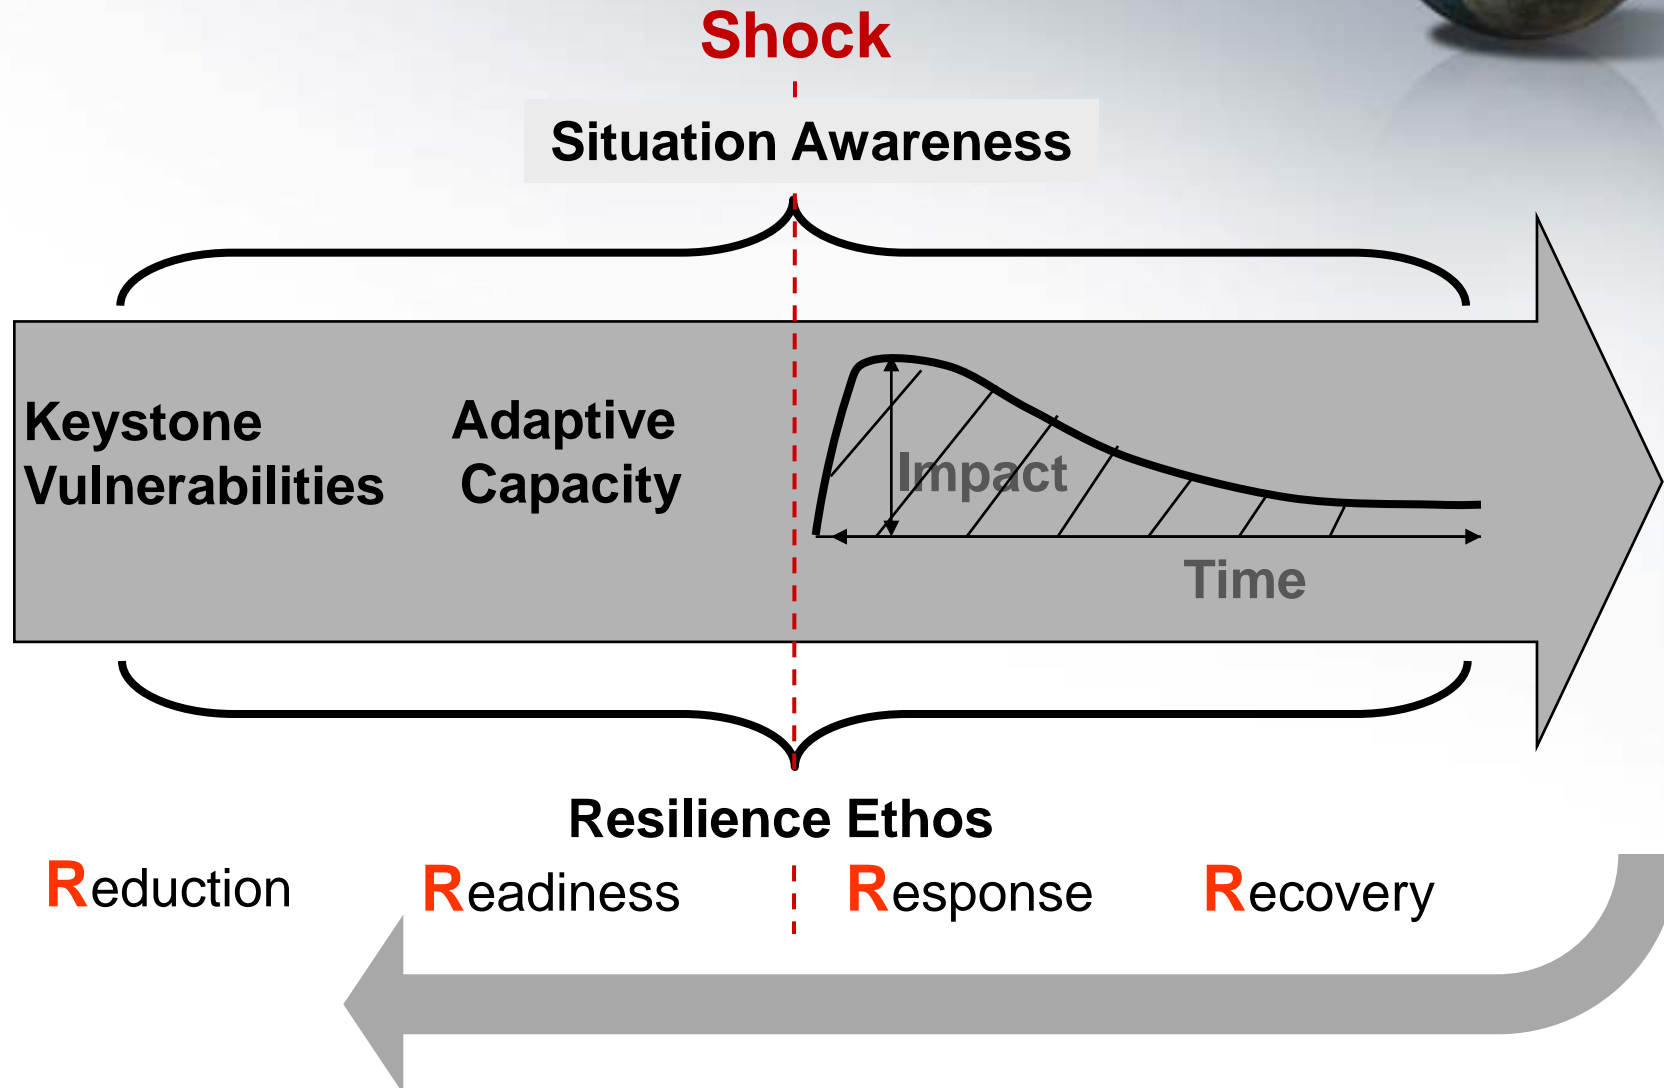 Shock
Situation Awareness
Keystone
Vulnerabilities
Adaptive
Capacity
Impact
Time
Resilience Ethos
Reduction
Readiness
Response
Recovery